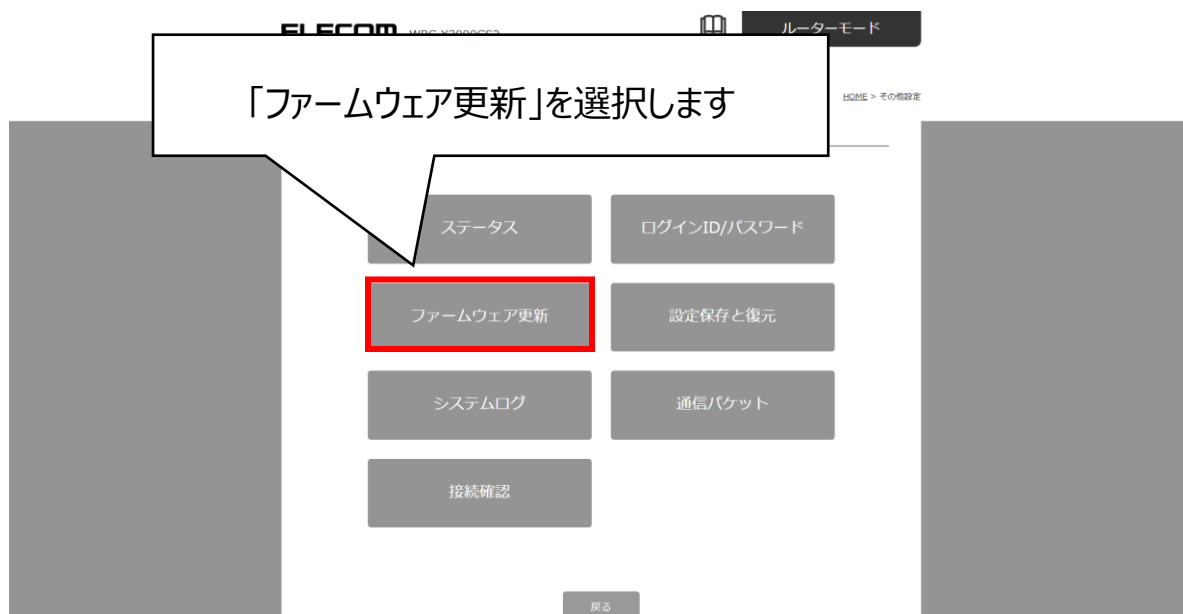 ELECOM
ルーターモード
「ファームウェア更新」を選択します
HOME > その他設定
ステータス
ログインID/パスワード
ファームウェア更新
設定保存と復元
システムログ
通信パケット
接続確認
戻る